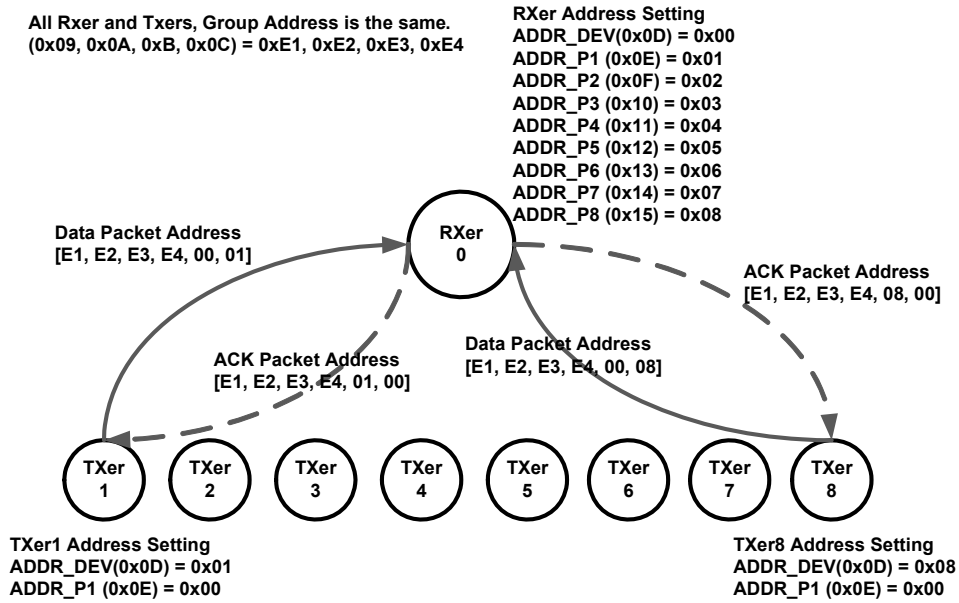 All Rxer and Txers, Group Address is the same.
(0x09, 0x0A, 0xB, 0x0C) = 0xE1, 0xE2, 0xE3, 0xE4
RXer Address Setting
ADDR_DEV(0x0D) = 0x00
ADDR_P1 (0x0E) = 0x01
ADDR_P2 (0x0F) = 0x02
ADDR_P3 (0x10) = 0x03
ADDR_P4 (0x11) = 0x04
ADDR_P5 (0x12) = 0x05
ADDR_P6 (0x13) = 0x06
ADDR_P7 (0x14) = 0x07
ADDR_P8 (0x15) = 0x08
RXer
0
Data Packet Address
[E1, E2, E3, E4, 00, 01]
ACK Packet Address
[E1, E2, E3, E4, 08, 00]
ACK Packet Address
[E1, E2, E3, E4, 01, 00]
Data Packet Address
[E1, E2, E3, E4, 00, 08]
TXer
1
TXer
2
TXer
3
TXer
4
TXer
5
TXer
6
TXer
7
TXer
8
TXer1 Address Setting
ADDR_DEV(0x0D) = 0x01
ADDR_P1 (0x0E) = 0x00
TXer8 Address Setting
ADDR_DEV(0x0D) = 0x08
ADDR_P1 (0x0E) = 0x00